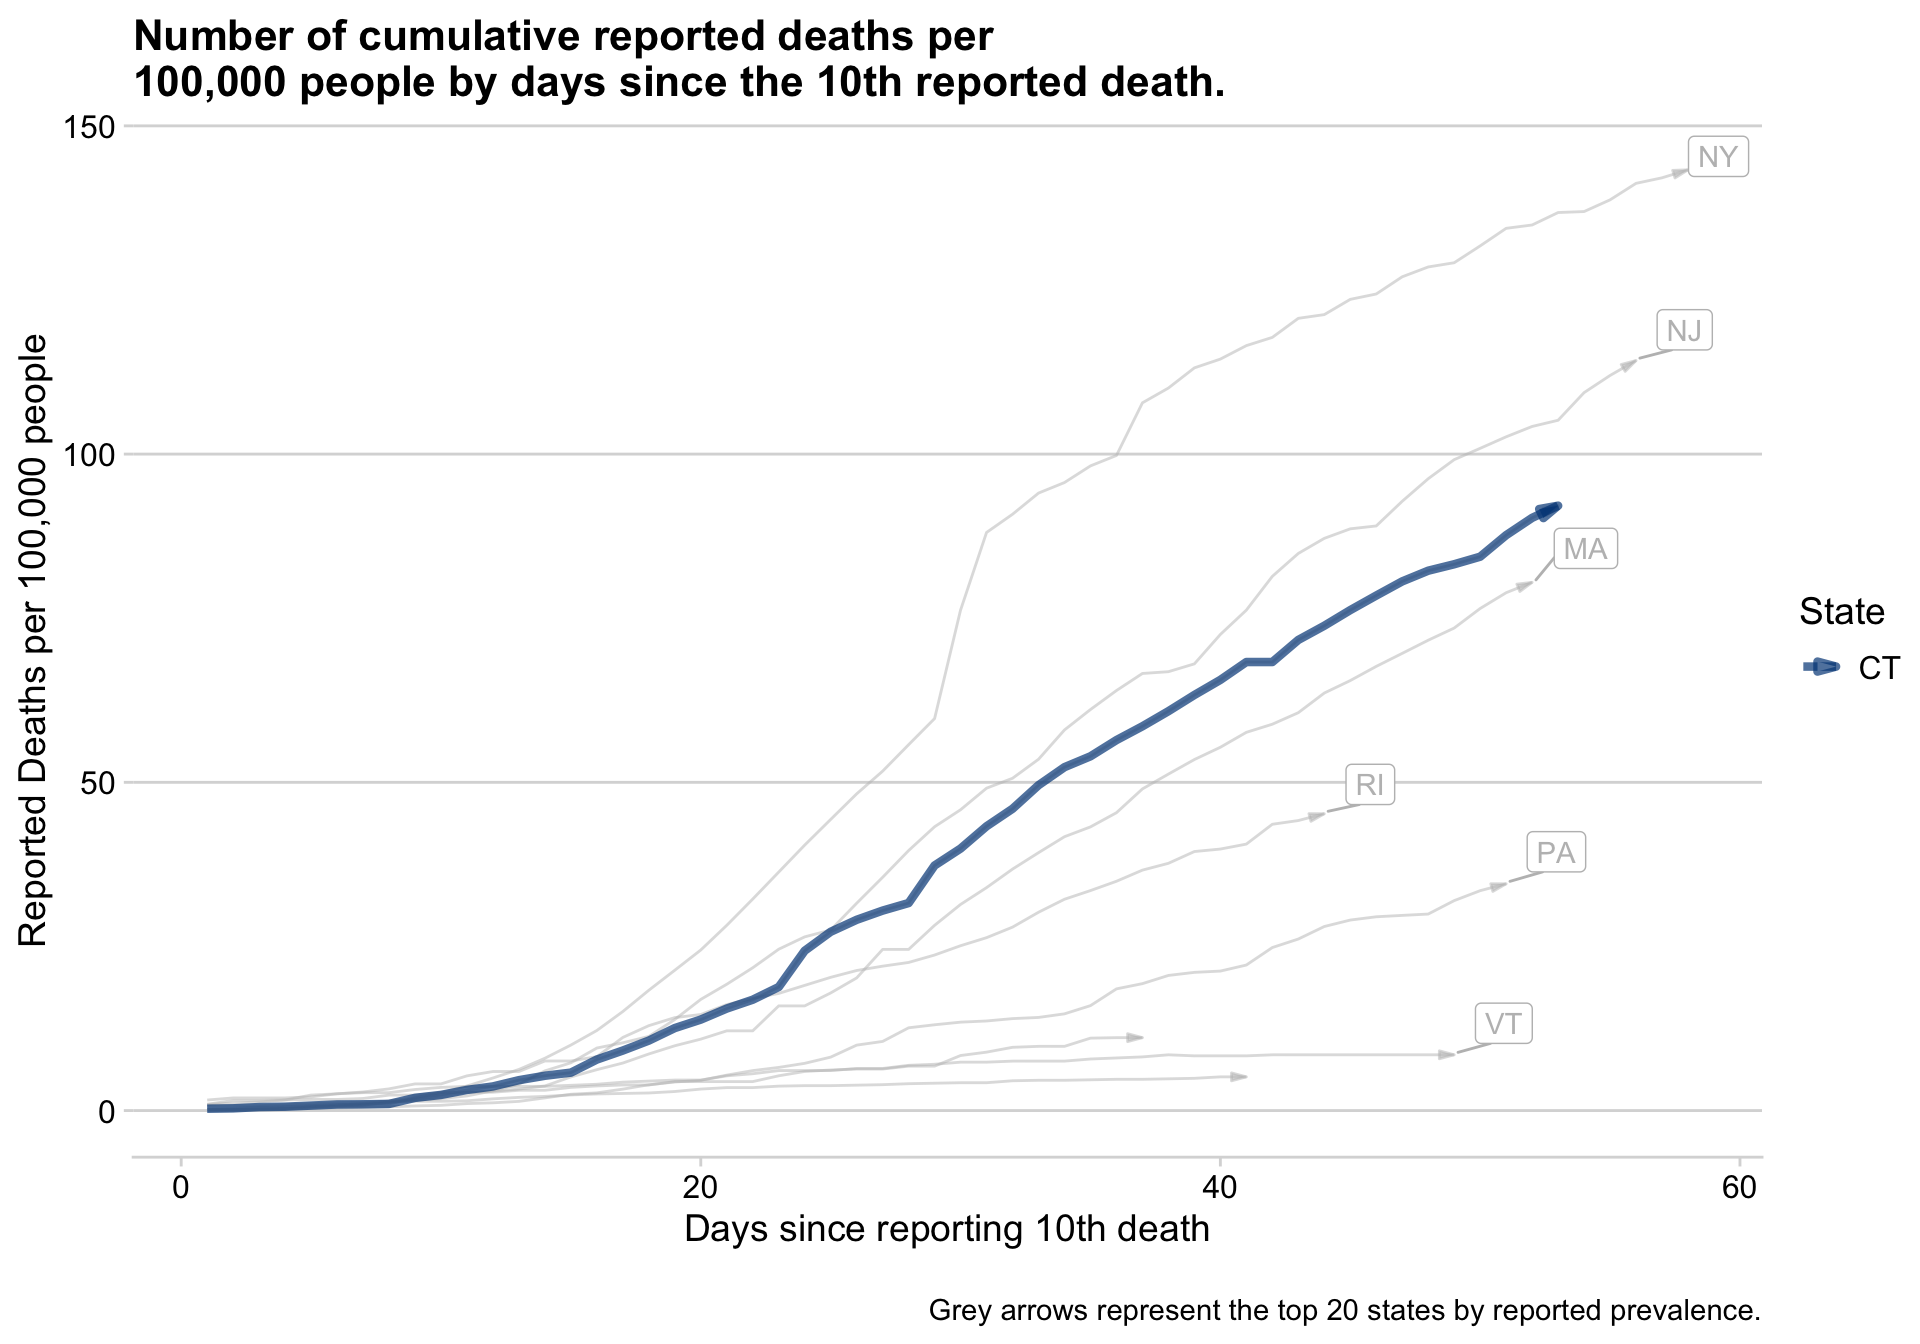 Number of cumulative reported deaths per
100,000 people by days since the 10th reported death.
150
100
50
0
Reported Deaths per 100,000 people
NY
NJ
MA
RI
PA
VT
State
CT
0 20 40 60
Days since reporting 10th death
Grey arrows represent the top 20 states by reported prevalence.